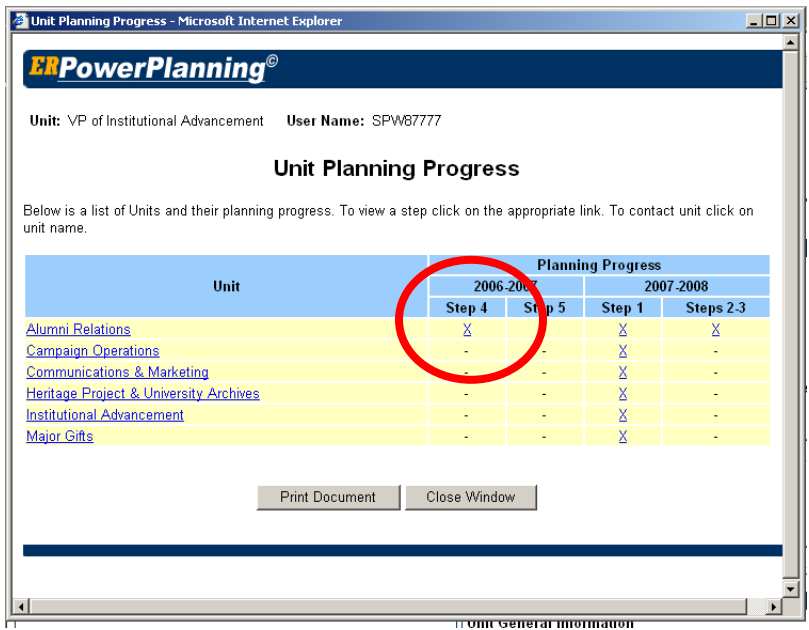 Unit Planning Progress - Microsoft Internet Explorer
ERPowerPlanning©
Unit: VP of Institutional Advancement User Name: SPW87777
Unit Planning Progress
Below is a list of Units and their planning progress. To view a step click on the appropriate link. To contact unit click on
unit name.
Unit
Planning Progress
2006-2007 2007-2008
Step 4 Step 5 Step 1 Steps 2-3
Alumni Relations X - X X
Campaign Operations - - X -
Communications & Marketing - - X -
Heritage Project & University Archives - - X -
Institutional Advancement - - X -
Major Gifts - - X -
Print Document Close Window
Unit General Information